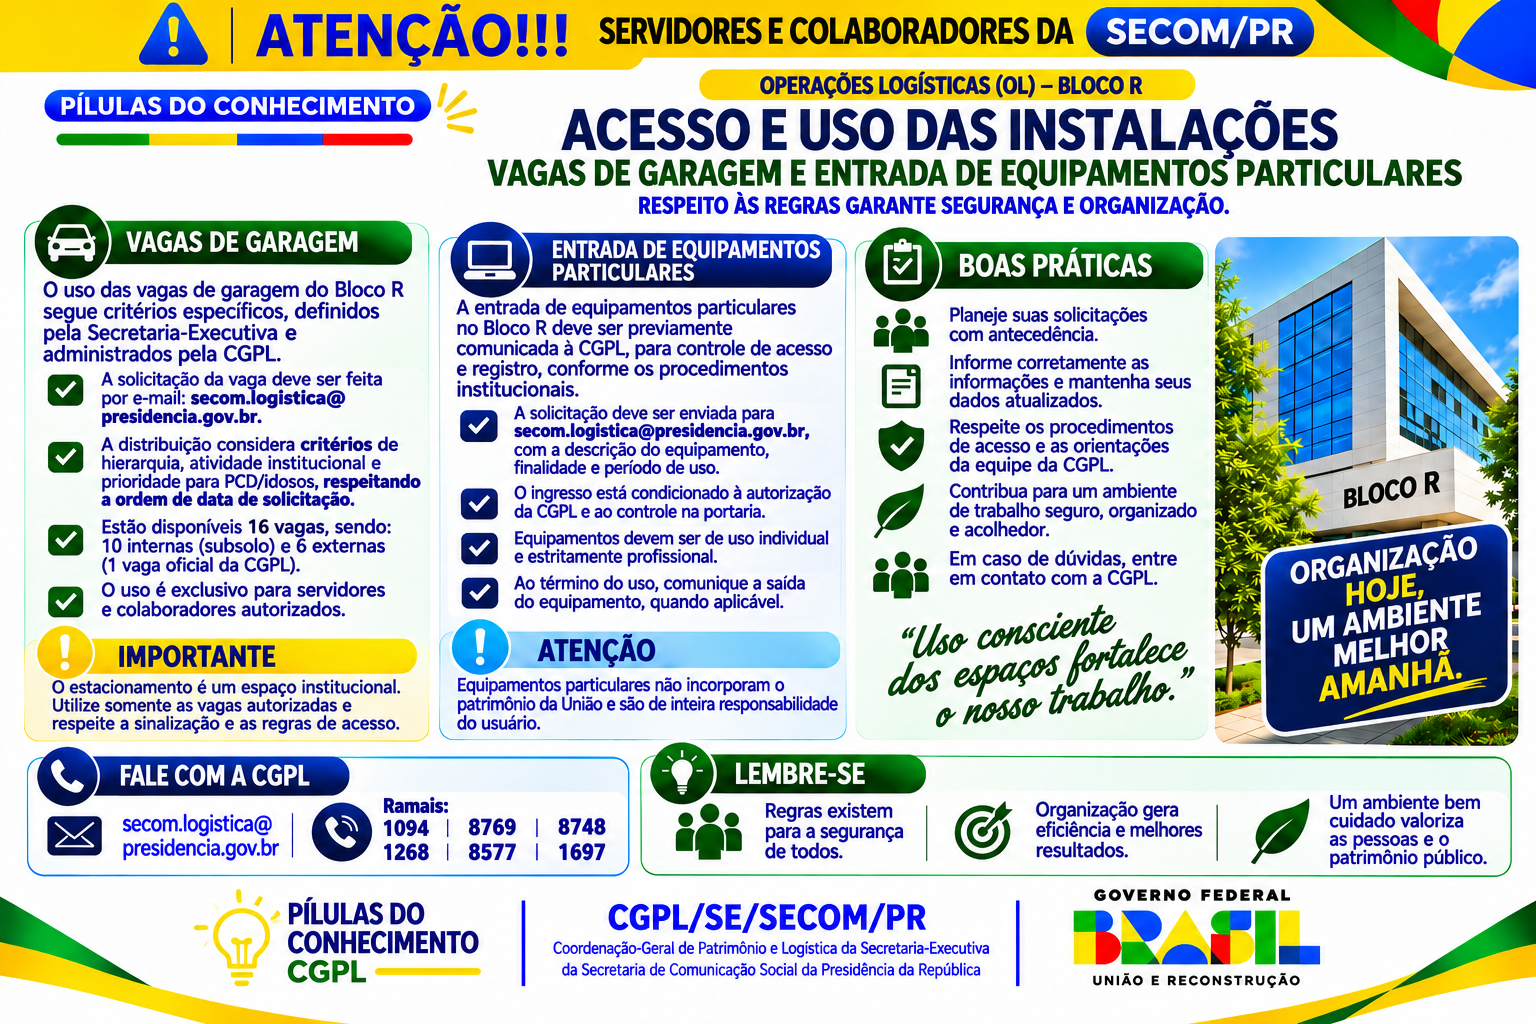 ATENÇÃO!!!
SERVIDORES E COLABORADORES DA SECOM/PR
PÍLULAS DO CONHECIMENTO
OPERAÇÕES LOGÍSTICAS (OL) – BLOCO R
ACESSO E USO DAS INSTALAÇÕES
VAGAS DE GARAGEM E ENTRADA DE EQUIPAMENTOS PARTICULARES
RESPEITO ÀS REGRAS GARANTE SEGURANÇA E ORGANIZAÇÃO.
VAGAS DE GARAGEM
O uso das vagas de garagem do Bloco R
segue critérios específicos, definidos
pela Secretaria-Executiva e
administrados pela CGPL.
A solicitação da vaga deve ser feita
por e-mail: secom.logistica@
presidencia.gov.br.
A distribuição considera critérios de
hierarquia, atividade institucional e
prioridade para PCD/idosos, respeitando
a ordem de data de solicitação.
Estão disponíveis 16 vagas, sendo:
10 internas (subsolo) e 6 externas
(1 vaga oficial da CGPL).
O uso é exclusivo para servidores
e colaboradores autorizados.
IMPORTANTE
O estacionamento é um espaço institucional.
Utilize somente as vagas autorizadas e
respeite a sinalização e as regras de acesso.
ENTRADA DE EQUIPAMENTOS
PARTICULARES
A entrada de equipamentos particulares
no Bloco R deve ser previamente
comunicada à CGPL, para controle de acesso
e registro, conforme os procedimentos
institucionais.
A solicitação deve ser enviada para
secom.logistica@presidencia.gov.br,
com a descrição do equipamento,
finalidade e período de uso.
O ingresso está condicionado à autorização
da CGPL e ao controle na portaria.
Equipamentos devem ser de uso individual
e estritamente profissional.
Ao término do uso, comunique a saída
do equipamento, quando aplicável.
ATENÇÃO
Equipamentos particulares não incorporam o
patrimônio da União e são de inteira responsabilidade
do usuário.
BOAS PRÁTICAS
Planeje suas solicitações
com antecedência.
Informe corretamente as
informações e mantenha seus
dados atualizados.
Respeite os procedimentos
de acesso e as orientações
da equipe da CGPL.
Contribua para um ambiente
de trabalho seguro, organizado
e acolhedor.
Em caso de dúvidas, entre
em contato com a CGPL.
“Uso consciente
dos espaços fortalece
o nosso trabalho.”
BLOCO R
ORGANIZAÇÃO
HOJE,
UM AMBIENTE
MELHOR
AMANHÃ.
FALE COM A CGPL
secom.logistica@
presidencia.gov.br
Ramais:
1094 | 8769 | 8748
1268 | 8577 | 1697
LEMBRE-SE
Regras existem
para a segurança
de todos.
Organização gera
eficiência e melhores
resultados.
Um ambiente bem
cuidado valoriza
as pessoas e o
patrimônio público.
PÍLULAS DO
CONHECIMENTO
CGPL
CGPL/SE/SECOM/PR
Coordenação-Geral de Patrimônio e Logística da Secretaria-Executiva
da Secretaria de Comunicação Social da Presidência da República
GOVERNO FEDERAL
BRASIL
UNIÃO E RECONSTRUÇÃO